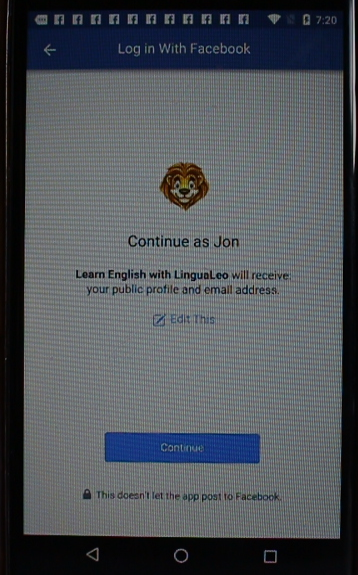 7:20
Log in With Facebook
Continue as Jon
Learn English with LinguaLeo will receive:
your public profile and email address.
Edit This
Continue
This doesn't let the app post to Facebook.